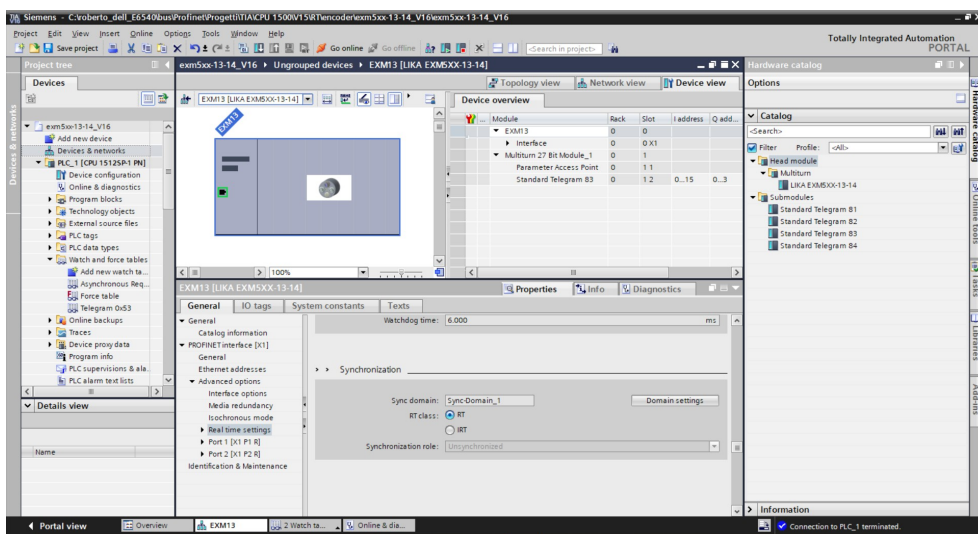 Siemens - C:\roberto_dell_E6540\bus\Profinet\Progetti\TIA\CPU 1500\V15\RT\encoder\exm5xx-13-14_V16\exm5xx-13-14_V16
Project Edit View Insert Online Options Tools Window Help
Totally Integrated Automation
PORTAL
Save project
Go online
Go offline
<Search in project>
Project tree
Devices
Devices & networks
exm5xx-13-14_V16
Add new device
Devices & networks
PLC_1 [CPU 1512SP-1 PN]
Device configuration
Online & diagnostics
Program blocks
Technology objects
External source files
PLC tags
PLC data types
Watch and force tables
Add new watch ta...
Asynchronous Req...
Force table
Telegram 0x53
Online backups
Traces
Device proxy data
Program info
PLC supervisions & ala...
PLC alarm text lists
Details view
Name
exm5xx-13-14_V16 ▸ Ungrouped devices ▸ EXM13 [LIKA EXM5XX-13-14]
Topology view
Network view
Device view
EXM13 [LIKA EXM5XX-13-14]
EXM13
100%
Device overview
... Module Rack Slot I address Q add...
EXM13 0 0
Interface 0 0 X1
Multiturn 27 Bit Module_1 0 1
Parameter Access Point 0 1 1
Standard Telegram 83 0 1 2 0...15 0...3
EXM13 [LIKA EXM5XX-13-14]
Properties
Info
Diagnostics
General
IO tags
System constants
Texts
General
Catalog information
PROFINET interface [X1]
General
Ethernet addresses
Advanced options
Interface options
Media redundancy
Isochronous mode
Real time settings
Port 1 [X1 P1 R]
Port 2 [X1 P2 R]
Identification & Maintenance
Watchdog time: 6.000 ms
Synchronization
Sync domain: Sync-Domain_1 Domain settings
RT class: RT
IRT
Synchronization role: Unsynchronized
Hardware catalog
Options
Catalog
<Search>
Filter Profile: <All>
Head module
Multiturn
LIKA EXM5XX-13-14
Submodules
Standard Telegram 81
Standard Telegram 82
Standard Telegram 83
Standard Telegram 84
Information
Hardware catalog
Online tools
Tasks
Libraries
Add-ins
Portal view
Overview
EXM13
2 Watch ta...
Online & dia...
Connection to PLC_1 terminated.